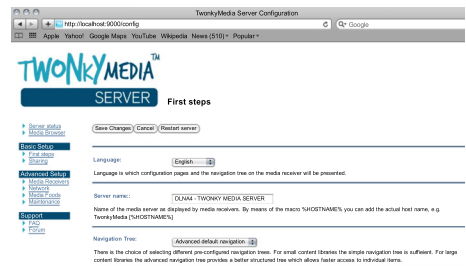 TwonkyMedia Server Configuration
http://localhost:9000/config
Google
Apple Yahoo! Google Maps YouTube Wikipedia News (510) Popular
TWONKY MEDIA TM
SERVER
First steps
Server status
Media Browser
Save Changes Cancel Restart server
Basic Setup
First steps
Sharing
Language: English
Language in which configuration pages and the navigation tree on the media receiver will be presented.
Advanced Setup
Media Receivers
Network
Media Feeds
Maintenance
Server name:: DLNA4 - TWONKY MEDIA SERVER
Name of the media server as displayed by media receivers. By means of the macro %HOSTNAME% you can add the actual host name, e.g.
TwonkyMedia [%HOSTNAME%]
Support
FAQ
Forum
Navigation Tree: Advanced default navigation
There is the choice of selecting different pre-configured navigation trees. For small content libraries the simple navigation tree is sufficient. For large
content libraries the advanced navigation tree provides a better structured tree which allows faster access to individual items.